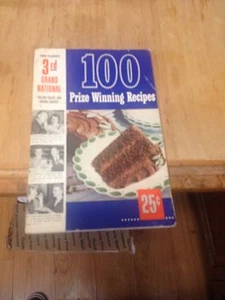 3rd
GRAND
NATIONAL
100
Prize Winning Recipes
25¢